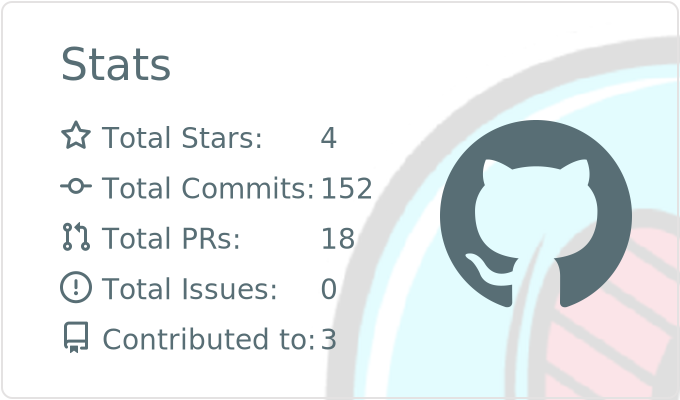 Stats
Total Stars: 4
Total Commits: 152
Total PRs: 18
Total Issues: 0
Contributed to: 3